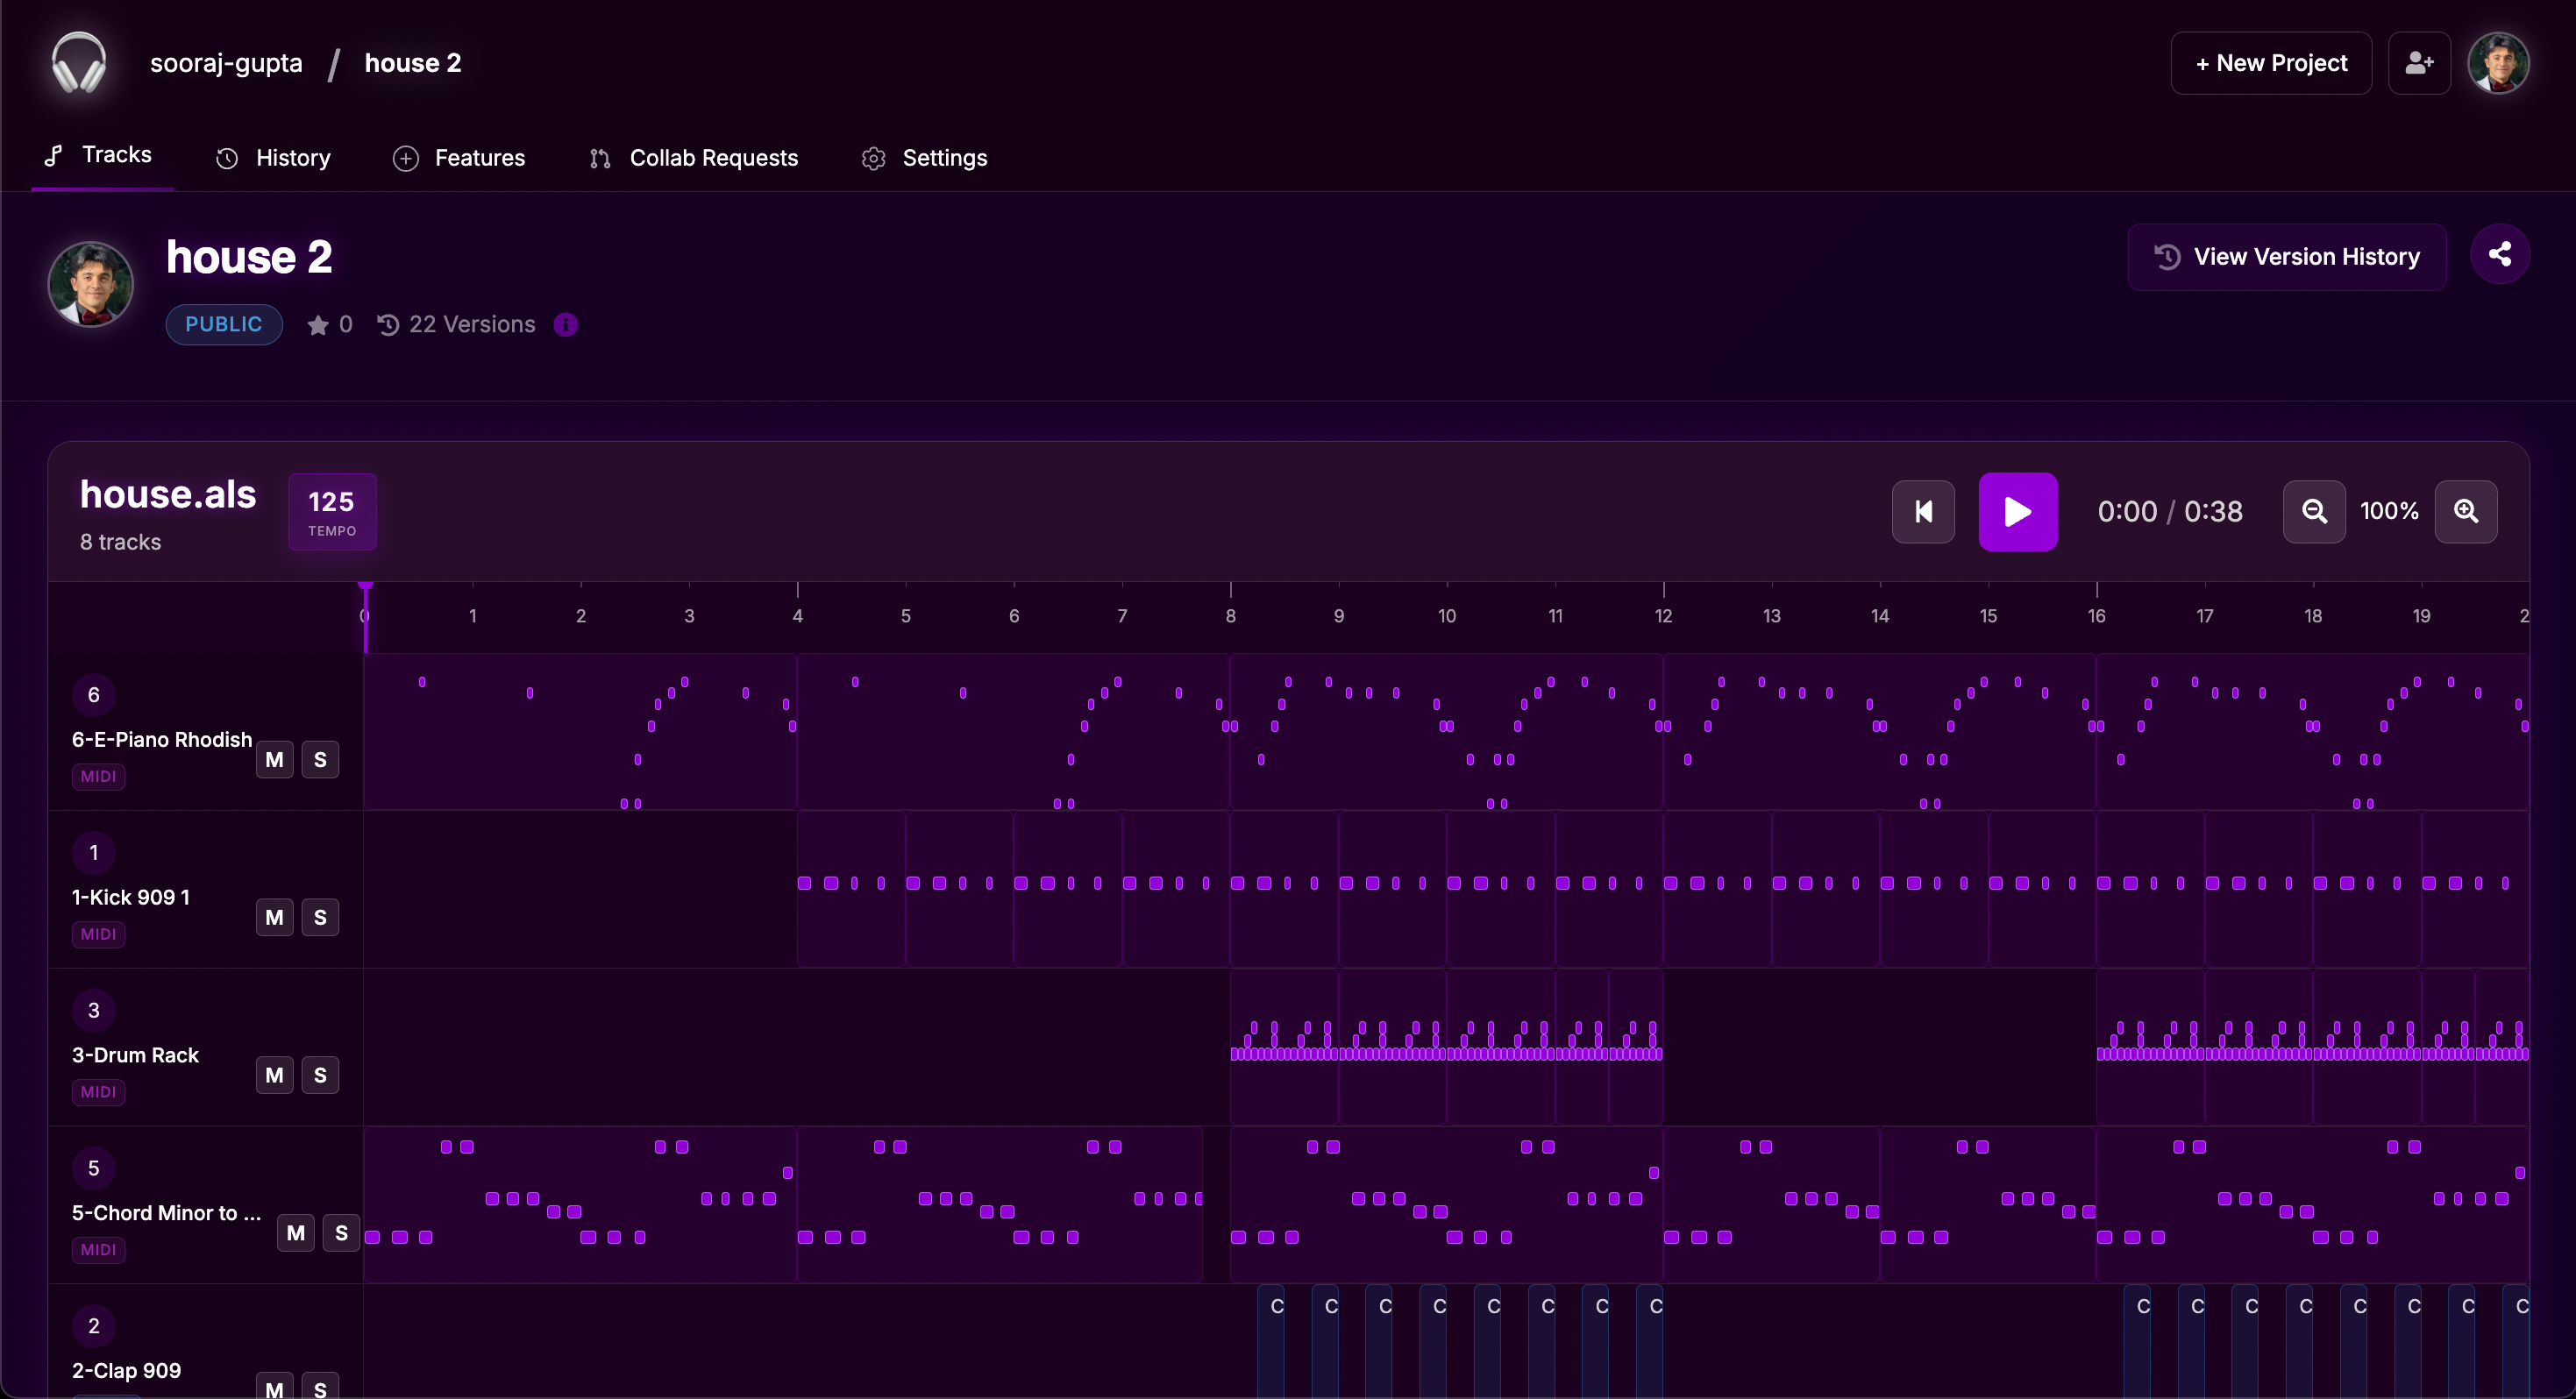 sooraj-gupta / house 2
+ New Project
Tracks
History
Features
Collab Requests
Settings
house 2
View Version History
PUBLIC
0
22 Versions
house.als
8 tracks
125
TEMPO
0:00 / 0:38
100%
0 1 2 3 4 5 6 7 8 9 10 11 12 13 14 15 16 17 18 19 2
6
6-E-Piano Rhodish
MIDI
M S
1
1-Kick 909 1
MIDI
M S
3
3-Drum Rack
MIDI
M S
5
5-Chord Minor to ...
MIDI
M S
2
2-Clap 909
M S
C C C C C C C C C C C C C C C C